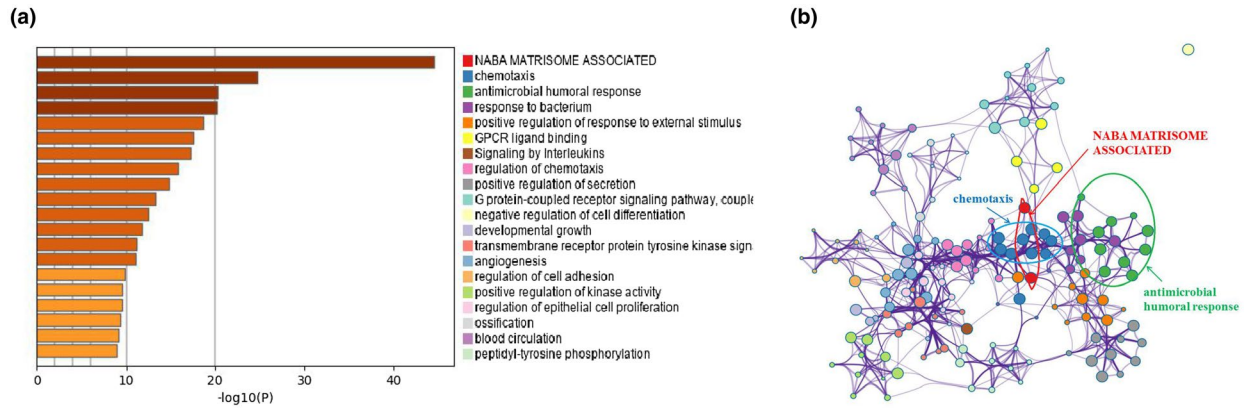 (a)
NABA MATRISOME ASSOCIATED
chemotaxis
antimicrobial humoral response
response to bacterium
positive regulation of response to external stimulus
GPCR ligand binding
Signaling by Interleukins
regulation of chemotaxis
positive regulation of secretion
G protein-coupled receptor signaling pathway, couple
negative regulation of cell differentiation
developmental growth
transmembrane receptor protein tyrosine kinase sign
angiogenesis
regulation of cell adhesion
positive regulation of kinase activity
regulation of epithelial cell proliferation
ossification
blood circulation
peptidyl-tyrosine phosphorylation
0 10 20 30 40
-log10(P)
(b)
NABA MATRISOME
ASSOCIATED
chemotaxis
antimicrobial
humoral response